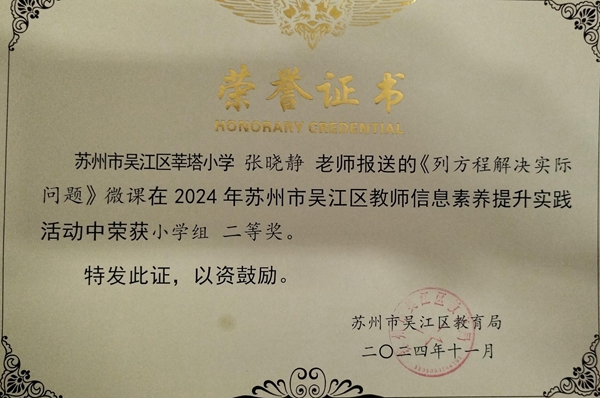 荣誉证书
HONORARY CREDENTIAL
苏州市吴江区莘塔小学 张晓静 老师报送的《列方程解决实际
问题》微课在2024年苏州市吴江区教师信息素养提升实践
活动中荣获小学组 二等奖。
特发此证，以资鼓励。
苏州市吴江区教育局
二〇二四年十一月